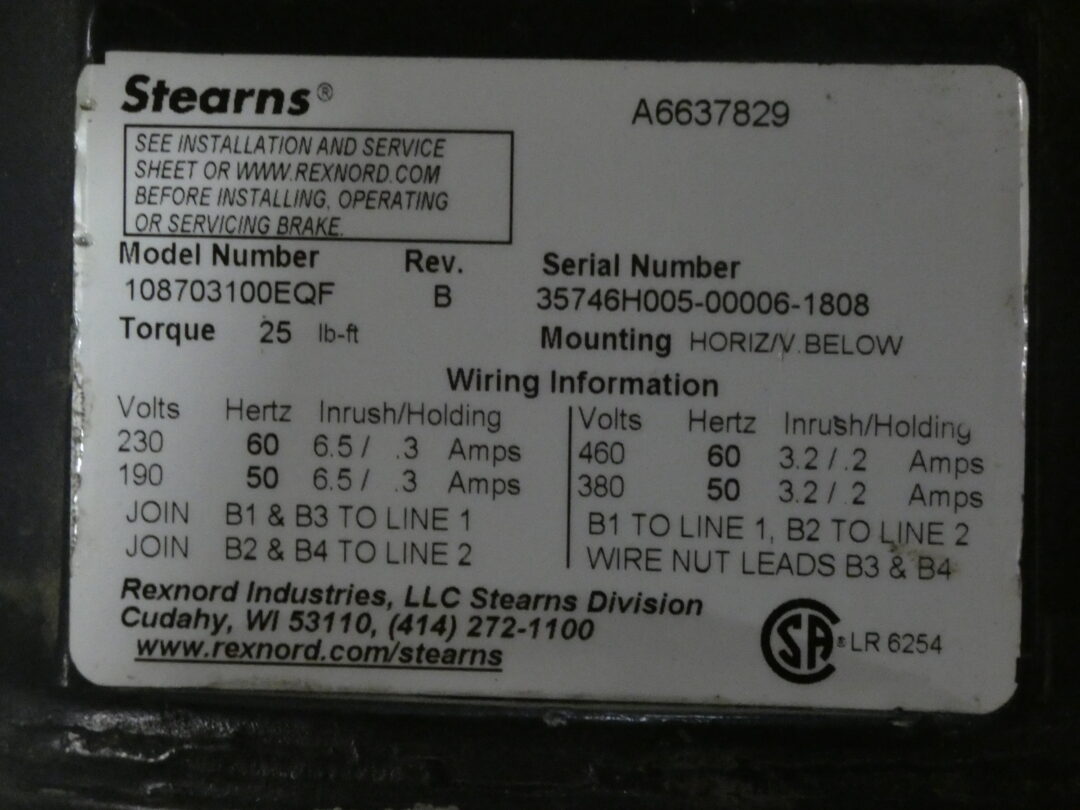 Stearns®
A6637829
SEE INSTALLATION AND SERVICE
SHEET OR WWW.REXNORD.COM
BEFORE INSTALLING, OPERATING
OR SERVICING BRAKE.
Model Number Rev. Serial Number
108703100EQF B 35746H005-00006-1808
Torque 25 lb-ft Mounting HORIZ/V.BELOW
Wiring Information
Volts Hertz Inrush/Holding
230 60 6.5 / .3 Amps
190 50 6.5 / .3 Amps
JOIN B1 & B3 TO LINE 1
JOIN B2 & B4 TO LINE 2
Volts Hertz Inrush/Holding
460 60 3.2 / .2 Amps
380 50 3.2 / .2 Amps
B1 TO LINE 1, B2 TO LINE 2
WIRE NUT LEADS B3 & B4
Rexnord Industries, LLC Stearns Division
Cudahy, WI 53110, (414) 272-1100
www.rexnord.com/stearns
SA ® LR 6254